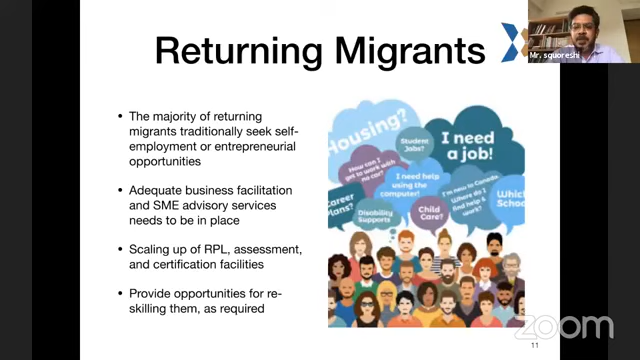 Returning Migrants
Mr. squoreshi
• The majority of returning
migrants traditionally seek self-
employment or entrepreneurial
opportunities
• Adequate business facilitation
and SME advisory services
needs to be in place
• Scaling up of RPL, assessment,
and certification facilities
• Provide opportunities for re-
skilling them, as required
Housing?
Student
Jobs?
I need
a job!
How can I
get to work with
no car?
I need help
using the
computer!
I'm new to Canada
Where do I
find help &
work?
Which
Schoo
Career
Plans?
Disability
Supports
Child
Care?
zoom
11